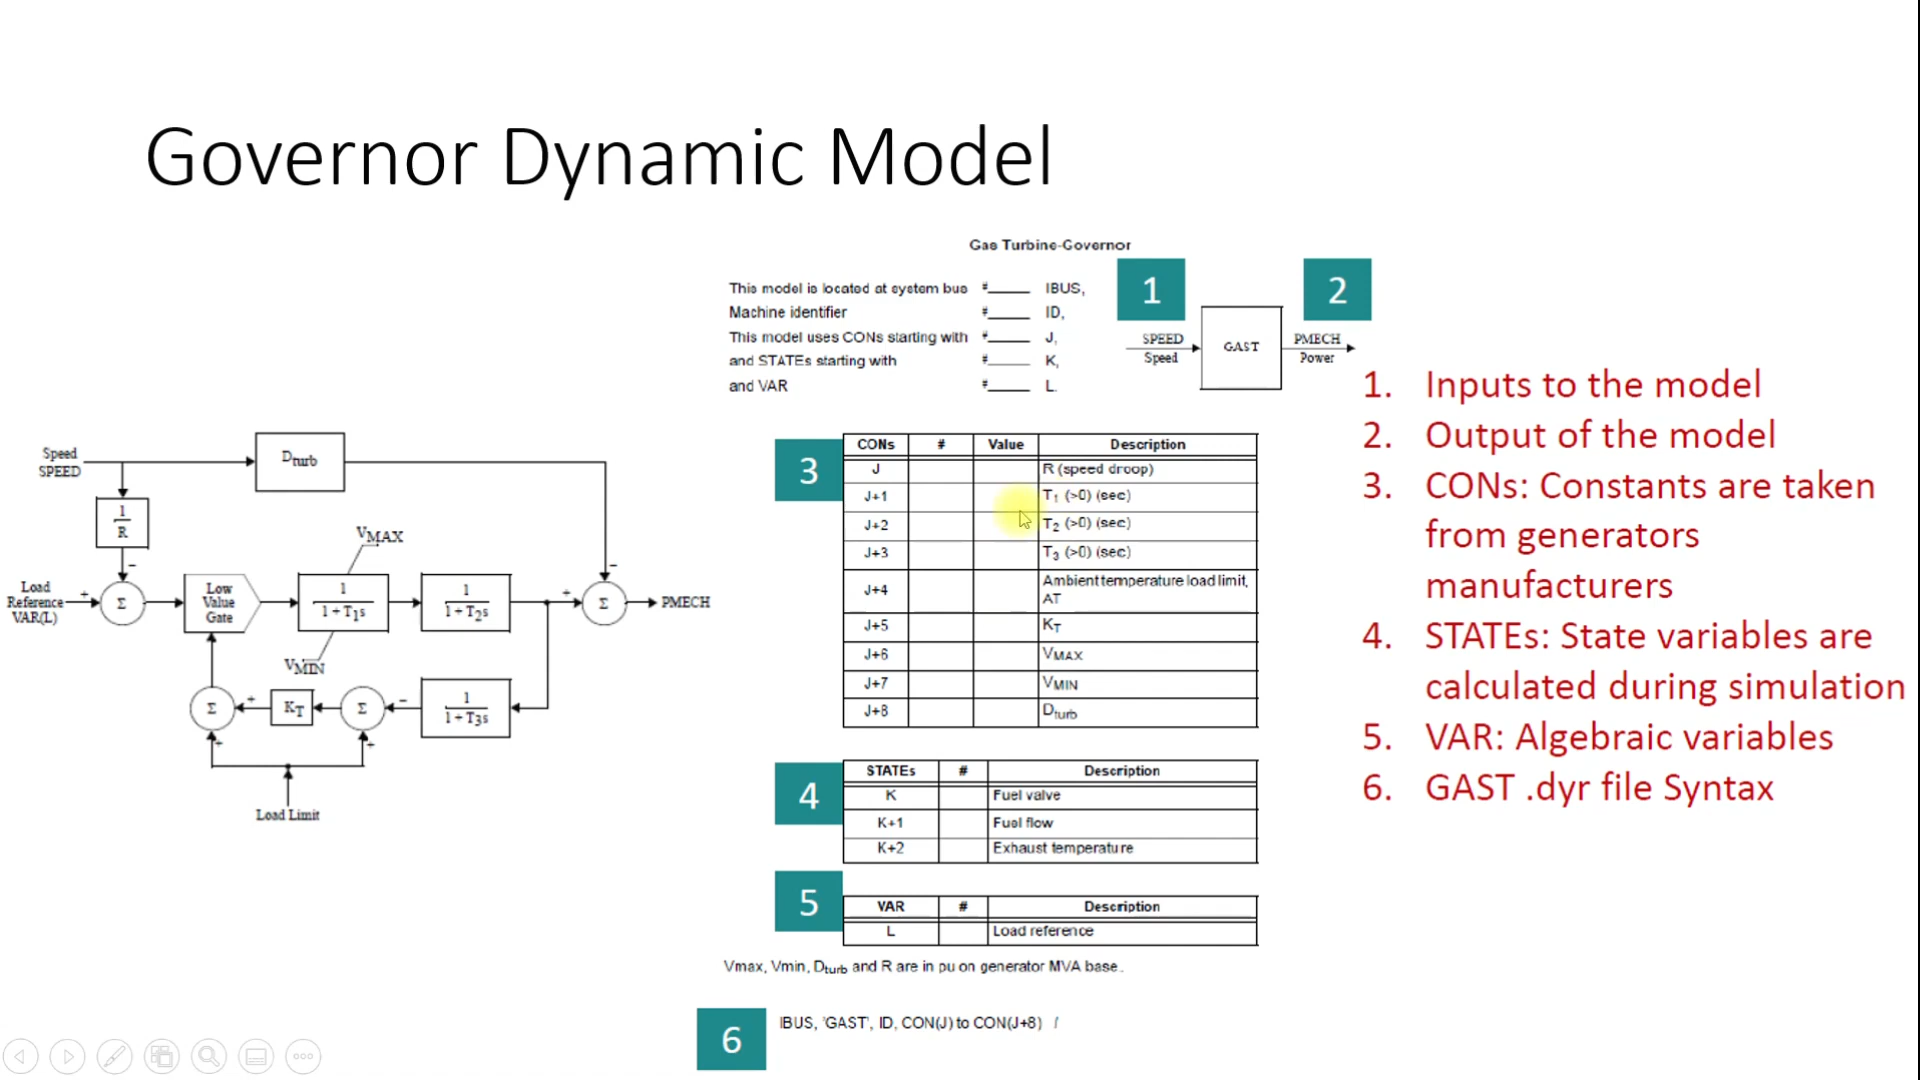 Governor Dynamic Model
Gas Turbine-Governor
This model is located at system bus #_____ IBUS,
Machine identifier #_____ ID,
This model uses CONs starting with #_____ J,
and STATEs starting with #_____ K,
and VAR #_____ L.
1
2
SPEED
Speed
GAST
PMECH
Power
Speed
SPEED
Dturb
1
R
VMAX
Load
Reference
VAR(L)
+
−
Σ
Low
Value
Gate
1
1+T1s
1
1+T2s
+
−
Σ
PMECH
VMIN
Σ
+
KT
Σ
−
1
1+T3s
+
+
Load Limit
3
CONs # Value Description
J R (speed droop)
J+1 T1 (>0) (sec)
J+2 T2 (>0) (sec)
J+3 T3 (>0) (sec)
J+4 Ambient temperature load limit,
AT
J+5 KT
J+6 VMAX
J+7 VMIN
J+8 Dturb
4
STATEs # Description
K Fuel valve
K+1 Fuel flow
K+2 Exhaust temperature
5
VAR # Description
L Load reference
Vmax, Vmin, Dturb and R are in pu on generator MVA base.
6
IBUS, 'GAST', ID, CON(J) to CON(J+8) /
1. Inputs to the model
2. Output of the model
3. CONs: Constants are taken
from generators
manufacturers
4. STATEs: State variables are
calculated during simulation
5. VAR: Algebraic variables
6. GAST .dyr file Syntax